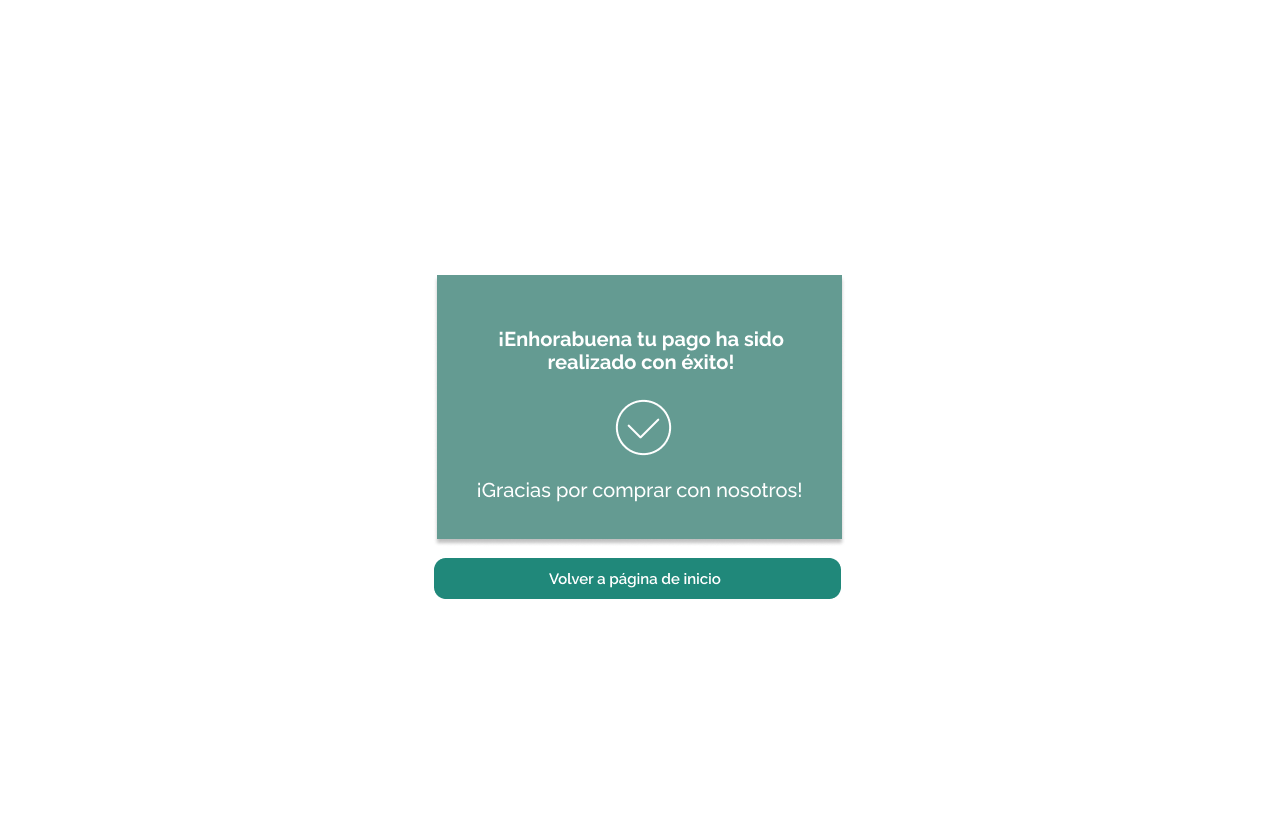 ¡Enhorabuena tu pago ha sido
realizado con éxito!
¡Gracias por comprar con nosotros!
Volver a página de inicio